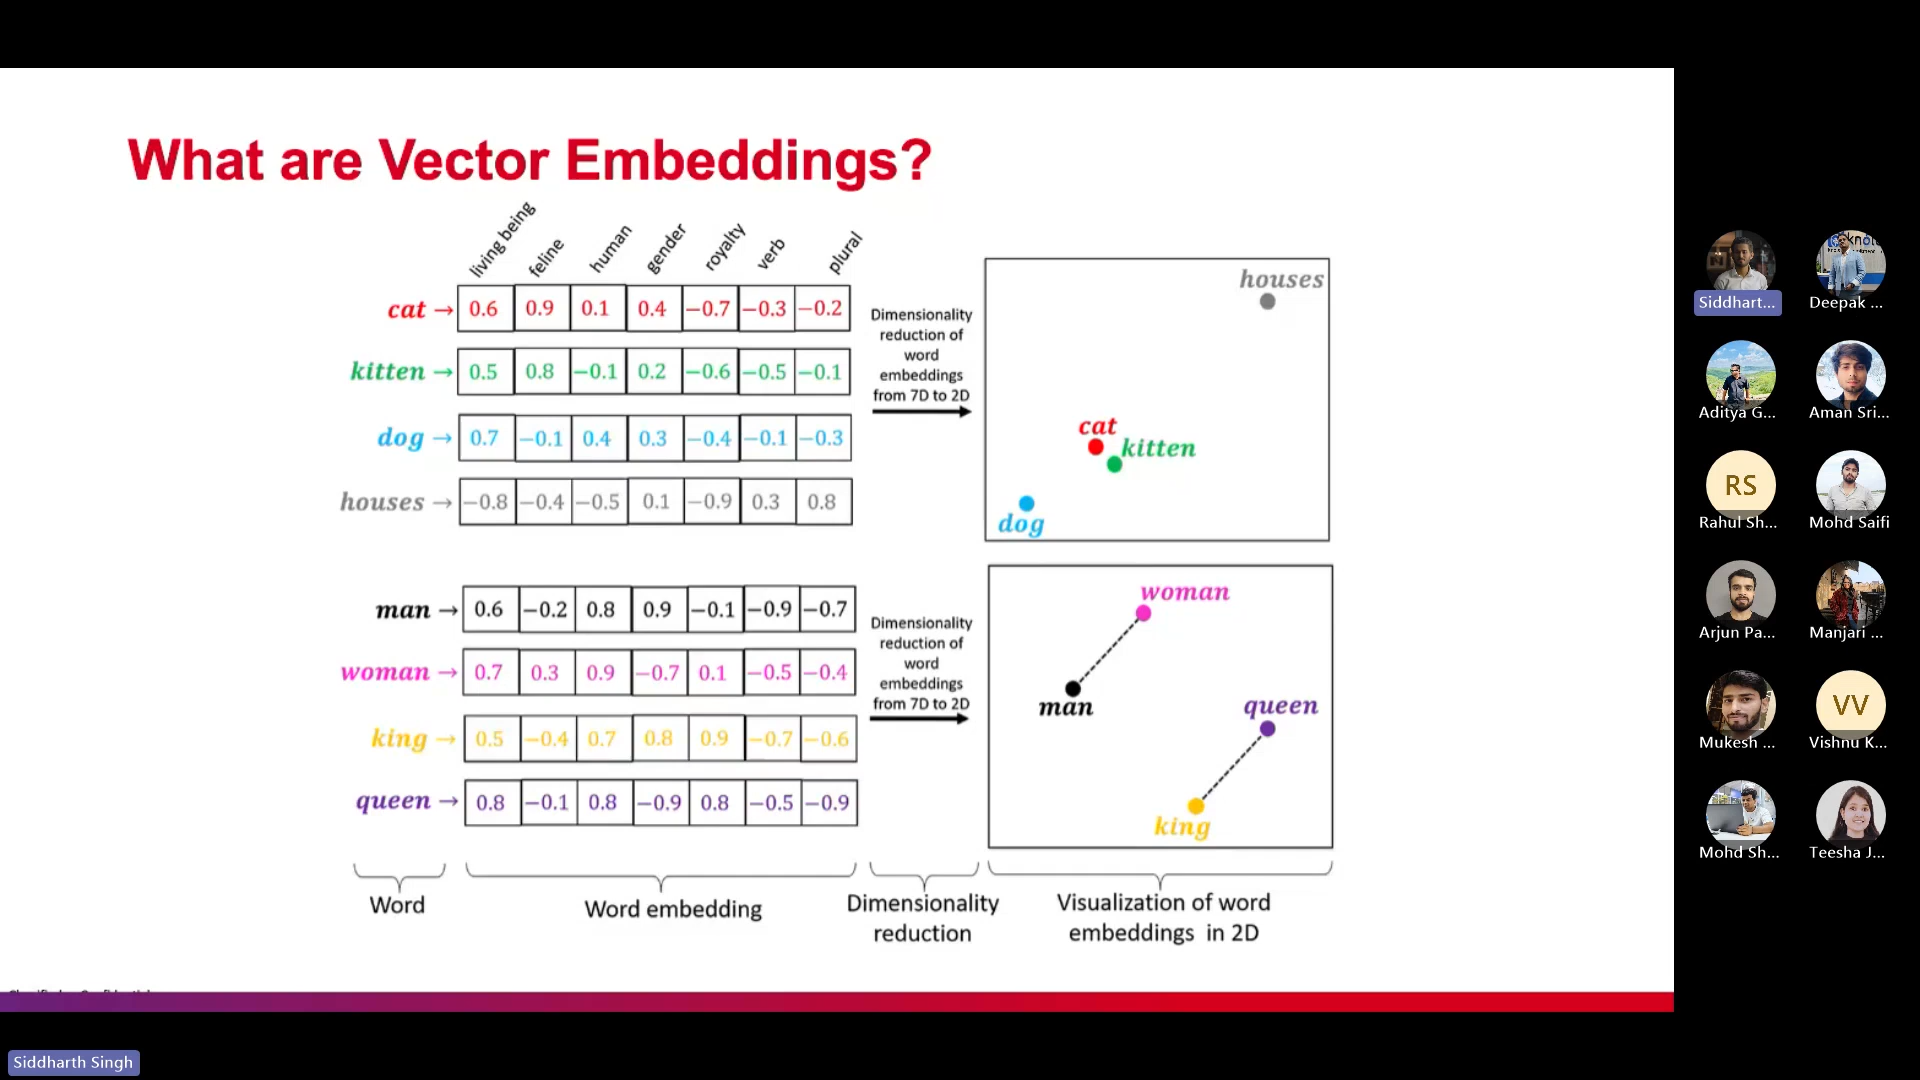 What are Vector Embeddings?
living being feline human gender royalty verb plural
cat → 0.6 0.9 0.1 0.4 −0.7 −0.3 −0.2
kitten → 0.5 0.8 −0.1 0.2 −0.6 −0.5 −0.1
dog → 0.7 −0.1 0.4 0.3 −0.4 −0.1 −0.3
houses → −0.8 −0.4 −0.5 0.1 −0.9 0.3 0.8
Dimensionality
reduction of
word
embeddings
from 7D to 2D
houses
cat
kitten
dog
man → 0.6 −0.2 0.8 0.9 −0.1 −0.9 −0.7
woman → 0.7 0.3 0.9 −0.7 0.1 −0.5 −0.4
king → 0.5 −0.4 0.7 0.8 0.9 −0.7 −0.6
queen → 0.8 −0.1 0.8 −0.9 0.8 −0.5 −0.9
Dimensionality
reduction of
word
embeddings
from 7D to 2D
woman
man
queen
king
Word
Word embedding
Dimensionality
reduction
Visualization of word
embeddings in 2D
Siddhart... Deepak ...
Aditya G... Aman Sri...
RS
Rahul Sh... Mohd Saifi
Arjun Pa... Manjari ...
VV
Mukesh ... Vishnu K...
Mohd Sh... Teesha J...
Siddharth Singh